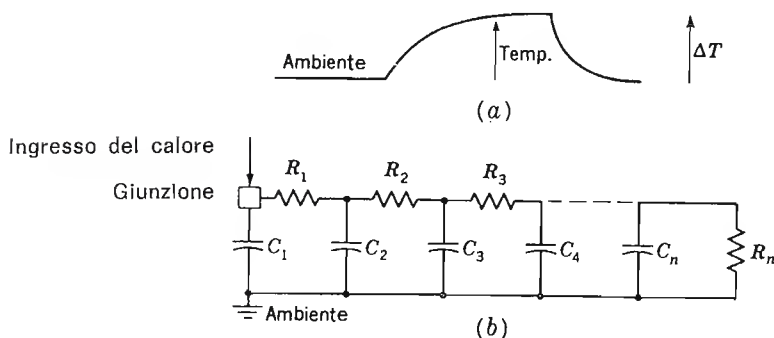 Ambiente
Temp.
ΔT
(a)
Ingresso del calore
Giunzione
R₁
R₂
R₃
C₁
C₂
C₃
C₄
Cₙ
Rₙ
Ambiente
(b)